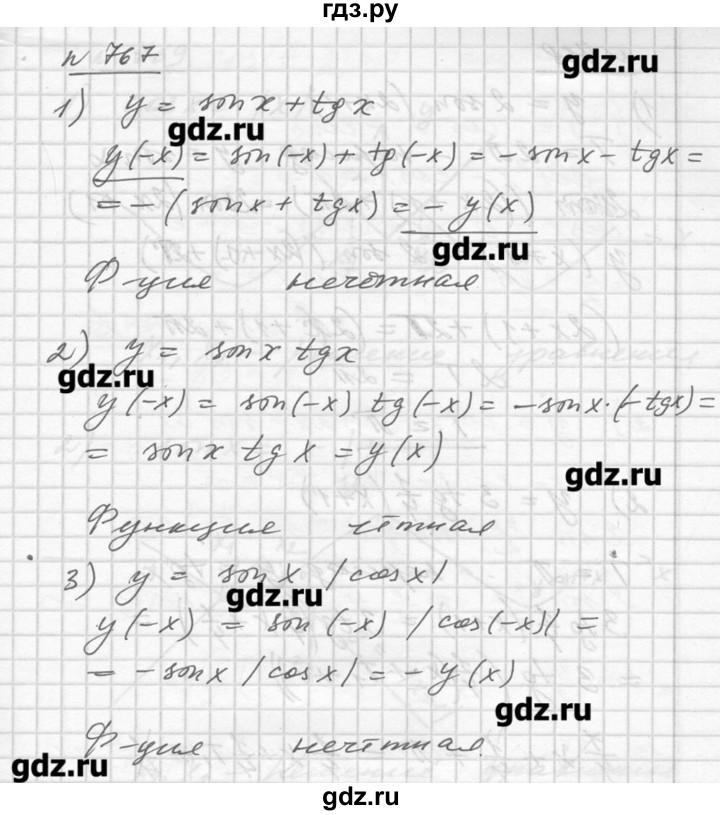 гдз.ру
n 767
gdz.ru
1) y = sin x + tg x
gdz.ru
y(-x) = sin(-x) + tg(-x) = - sin x - tg x =
= - (sin x + tg x) = - y(x)
gdz.ru
Ф-ция нечётная
2) y = sin x tg x
gdz.ru
y(-x) = sin(-x) tg(-x) = - sin x · (- tg x) =
= sin x tg x = y(x)
gdz.ru
Функция чётная
3) y = sin x |cos x|
gdz.ru
y(-x) = sin(-x) |cos(-x)| =
= - sin x |cos x| = - y(x)
gdz.ru
Ф-ция нечётная
gdz.ru
gdz.ru